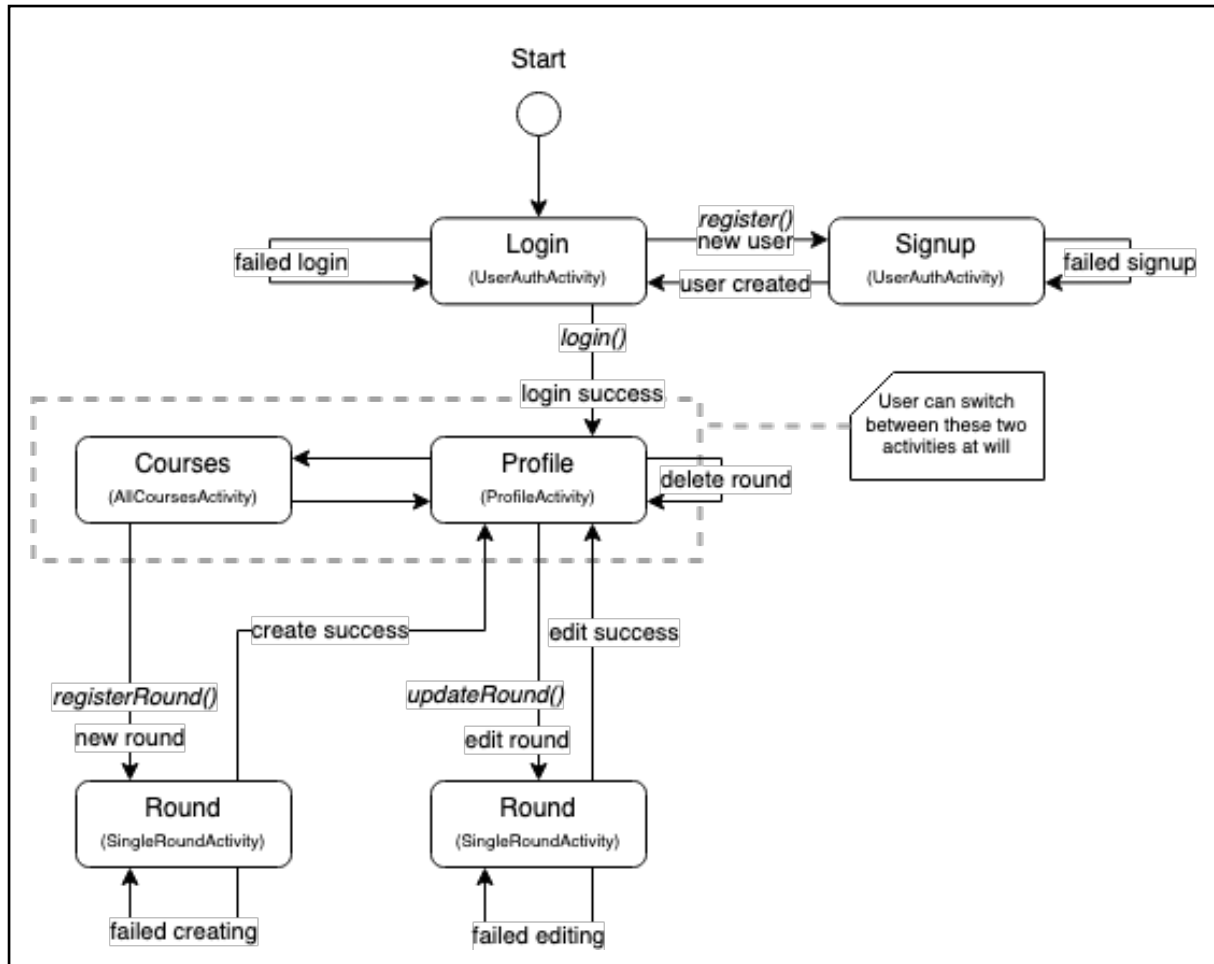 Start
Login
(UserAuthActivity)
register()
new user
Signup
(UserAuthActivity)
failed login
user created
failed signup
login()
login success
User can switch
between these two
activities at will
Courses
(AllCoursesActivity)
Profile
(ProfileActivity)
delete round
create success
edit success
registerRound()
new round
updateRound()
edit round
Round
(SingleRoundActivity)
Round
(SingleRoundActivity)
failed creating
failed editing